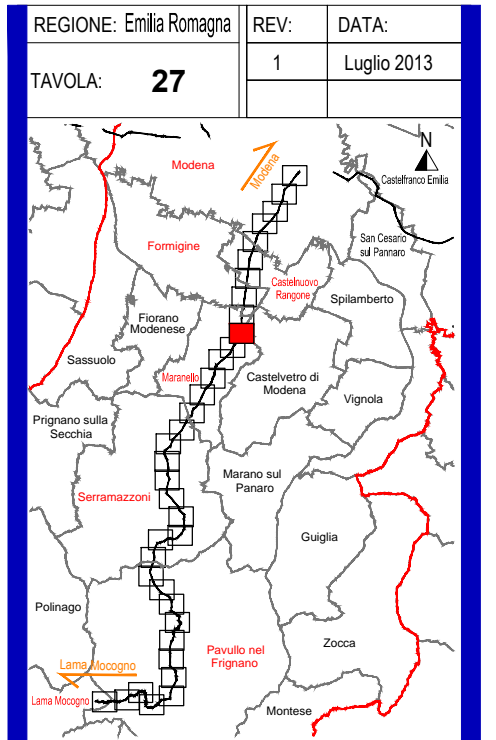 REGIONE: Emilia Romagna
REV:
DATA:
TAVOLA: 27
1
Luglio 2013
N
Modena
Modena
Castelfranco Emilia
San Cesario
sul Pannaro
Formigine
Castelnuovo
Rangone
Spilamberto
Fiorano
Modenese
Sassuolo
Maranello
Castelvetro di
Modena
Vignola
Prignano sulla
Secchia
Marano sul
Panaro
Serramazzoni
Guiglia
Polinago
Zocca
Pavullo nel
Frignano
Lama Mocogno
Lama Mocogno
Montese